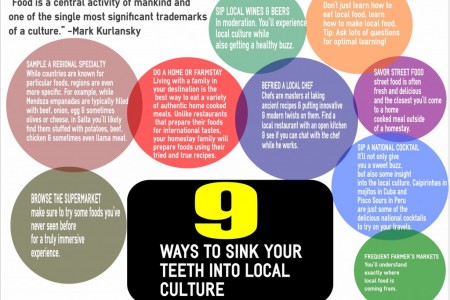 Food is a central activity of mankind and
one of the single most significant trademarks
of a culture." -Mark Kurlansky
SIP LOCAL WINES & BEERS
In moderation. You'll experience
local culture while
also getting a healthy buzz.
Don't just learn how to
eat local food, learn
how to make local food.
Tip: Ask lots of questions
for optimal learning!
SAMPLE A REGIONAL SPECIALTY
While countries are known for
particular foods, regions are even
more specific. For example, while
Mendoza empanadas are typically filled
with beef, onion, egg & sometimes
olives or cheese, in Salta you'll likely
find them stuffed with potatoes, beef,
chicken & sometimes even llama meat.
DO A HOME OR FARMSTAY
Living with a family in
your destination is the
best way to eat a variety
of authentic home cooked
meals. Unlike restaurants
that prepare their foods
for international tastes,
your homestay family will
prepare foods using their
tried and true recipes.
BEFRIED A LOCAL CHEF
Chefs are masters at taking
ancient recipes & putting innovative
& modern twists on them. Find a
local restaurant with an open kitchen
& see if you can chat with the chef
while he works.
SAVOR STREET FOOD
street food is often
fresh and delicious
and the closest you'll come
to a home
cooked meal outside
of a homestay.
SIP A NATIONAL COCKTAIL
It'll not only give
you a sweet buzz,
but also some insight
into the local culture. Caipirinhas in
mojitos in Cuba and
Pisco Sours in Peru
are just some of the
delicious national cocktails
to try on your travels.
BROWSE THE SUPERMARKET
make sure to try some foods you've
never seen before
for a truly immersive
experience.
9
WAYS TO SINK YOUR
TEETH INTO LOCAL
CULTURE
FREQUENT FARMER'S MARKETS
You'll understand
exactly where
local food is
coming from.